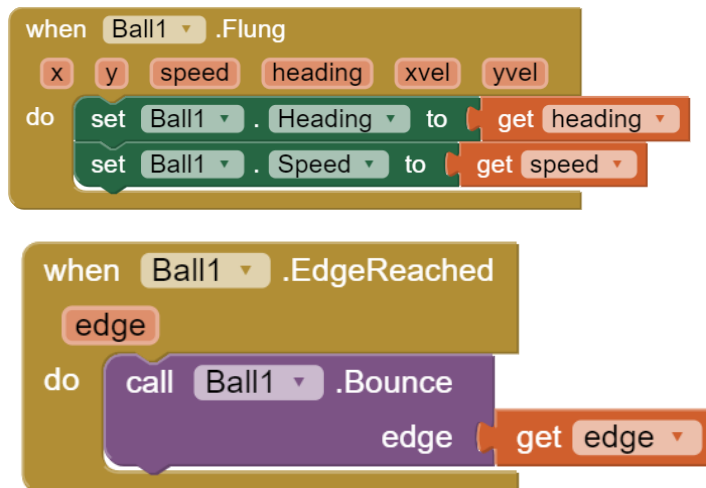 when Ball1 .Flung
x y speed heading xvel yvel
do set Ball1 . Heading to get heading
set Ball1 . Speed to get speed
when Ball1 .EdgeReached
edge
do call Ball1 .Bounce
edge get edge